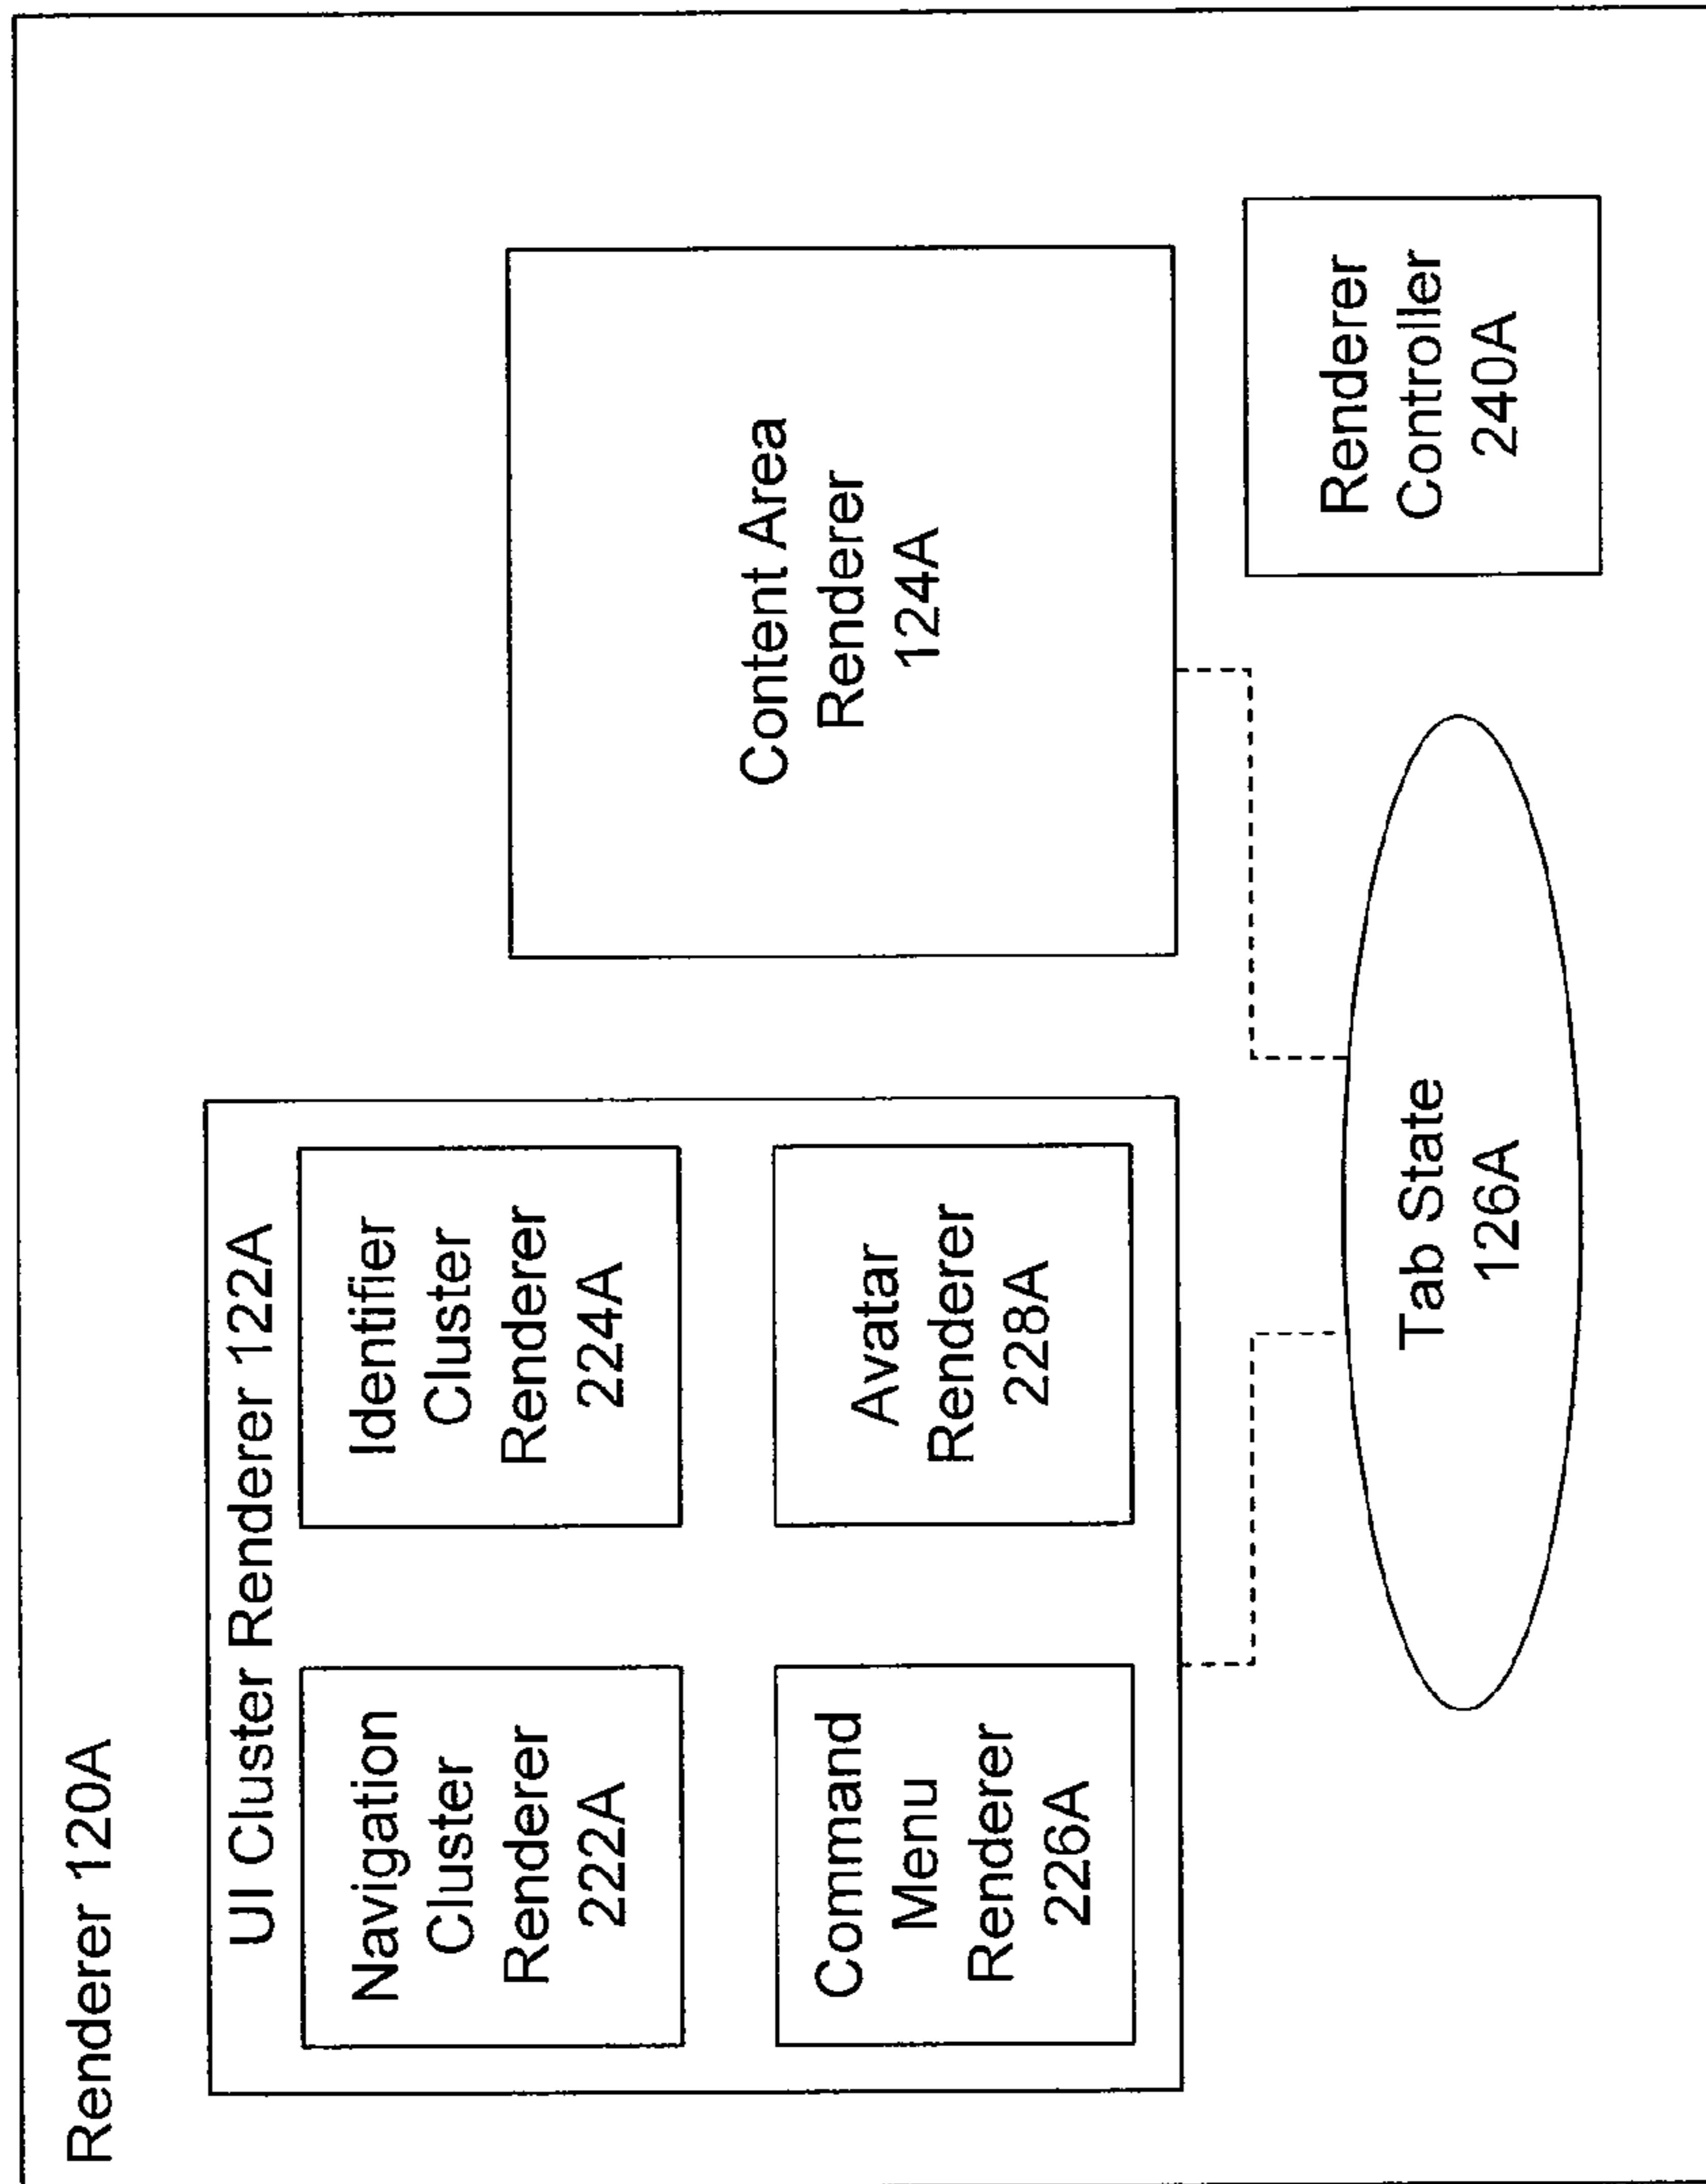 Renderer 120A
UI Cluster Renderer 122A
Navigation
Cluster
Renderer
222A
Identifier
Cluster
Renderer
224A
Command
Menu
Renderer
226A
Avatar
Renderer
228A
Content Area
Renderer
124A
Tab State
126A
Renderer
Controller
240A